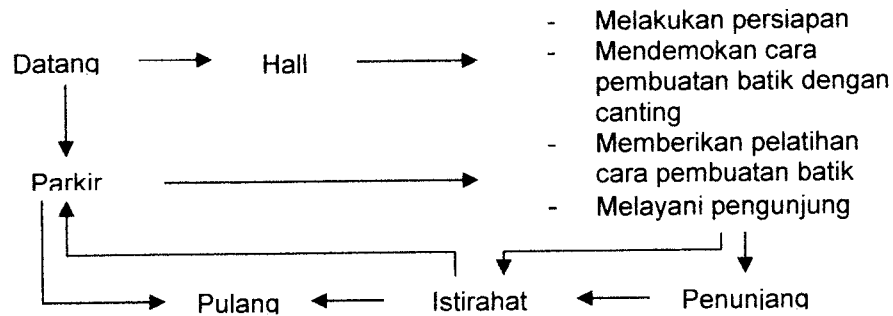 - Melakukan persiapan
Datang
Hall
- Mendemokan cara
pembuatan batik dengan
canting
- Memberikan pelatihan
cara pembuatan batik
Parkir
- Melayani pengunjung
Pulang
Istirahat
Penunjang